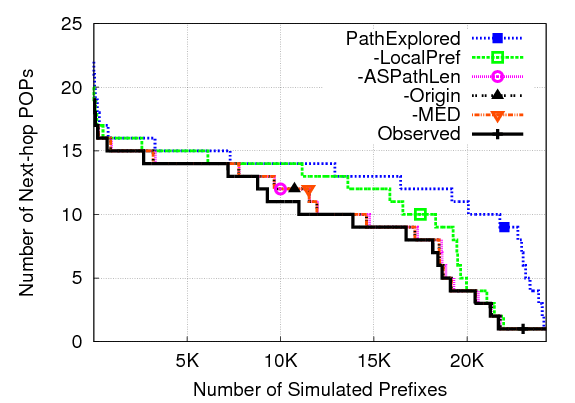 25
20
15
10
5
0
Number of Next-hop POPs
PathExplored
-LocalPref
-ASPathLen
-Origin
-MED
Observed
5K 10K 15K 20K
Number of Simulated Prefixes